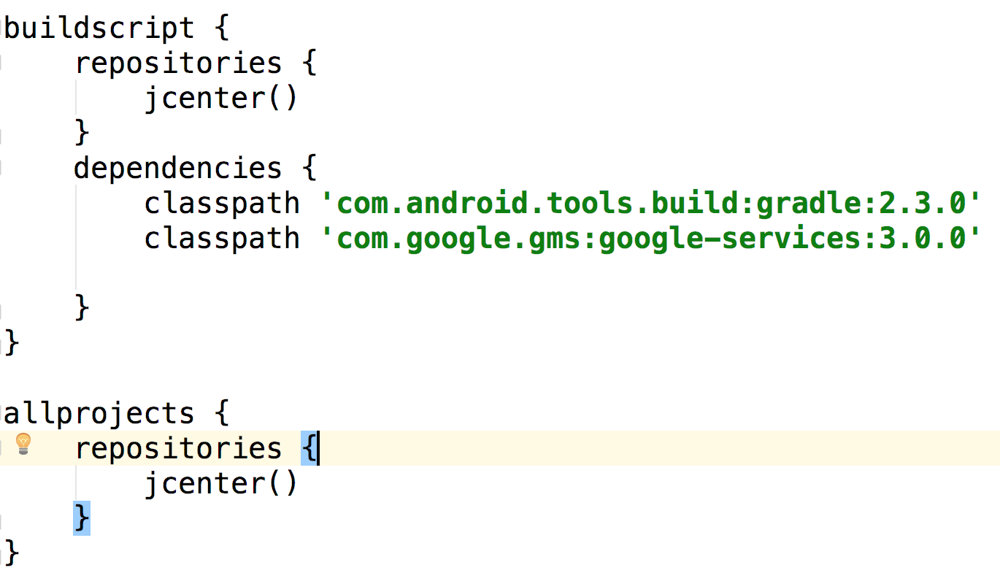 buildscript {
    repositories {
        jcenter()
    }
    dependencies {
        classpath 'com.android.tools.build:gradle:2.3.0'
        classpath 'com.google.gms:google-services:3.0.0'
    }
}
allprojects {
    repositories {
        jcenter()
    }
}